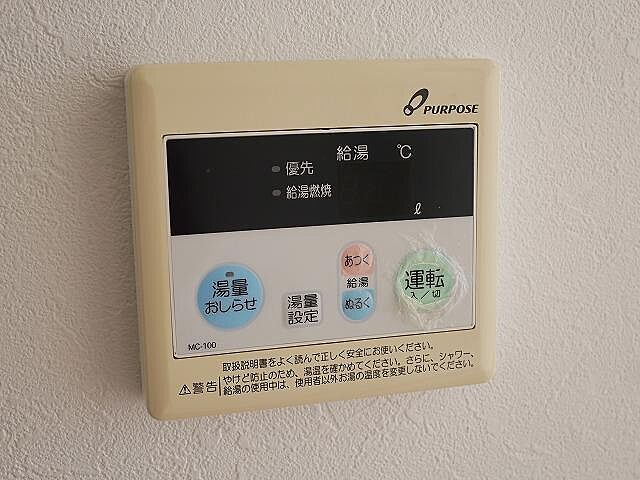 PURPOSE
給湯 ℃
優先
給湯燃焼
ℓ
湯量
おしらせ
湯量
設定
あつく
給湯
ぬるく
運転
入/切
MC-100
取扱説明書をよく読んで正しく安全にお使いください。
⚠警告
やけど防止のため、湯温を確かめてください。さらに、シャワー、
給湯の使用中は、使用者以外お湯の温度を変更しないでください。